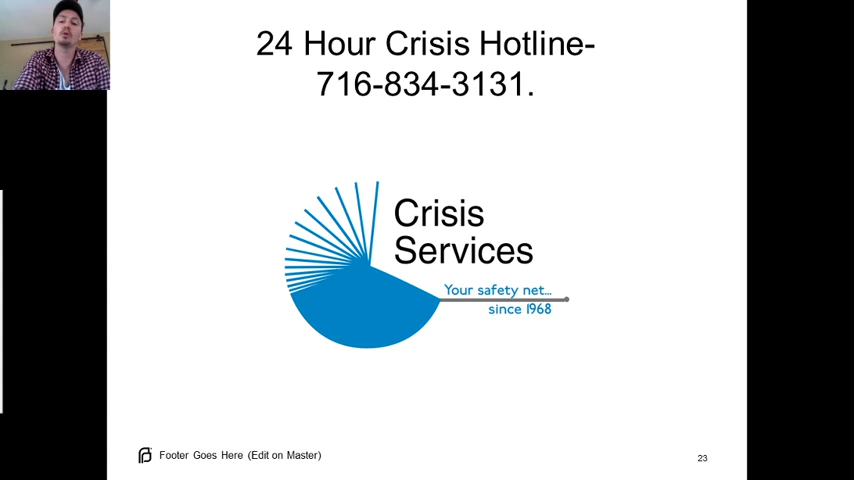 24 Hour Crisis Hotline-
716-834-3131.
Crisis
Services
Your safety net...
since 1968
Footer Goes Here (Edit on Master)
23